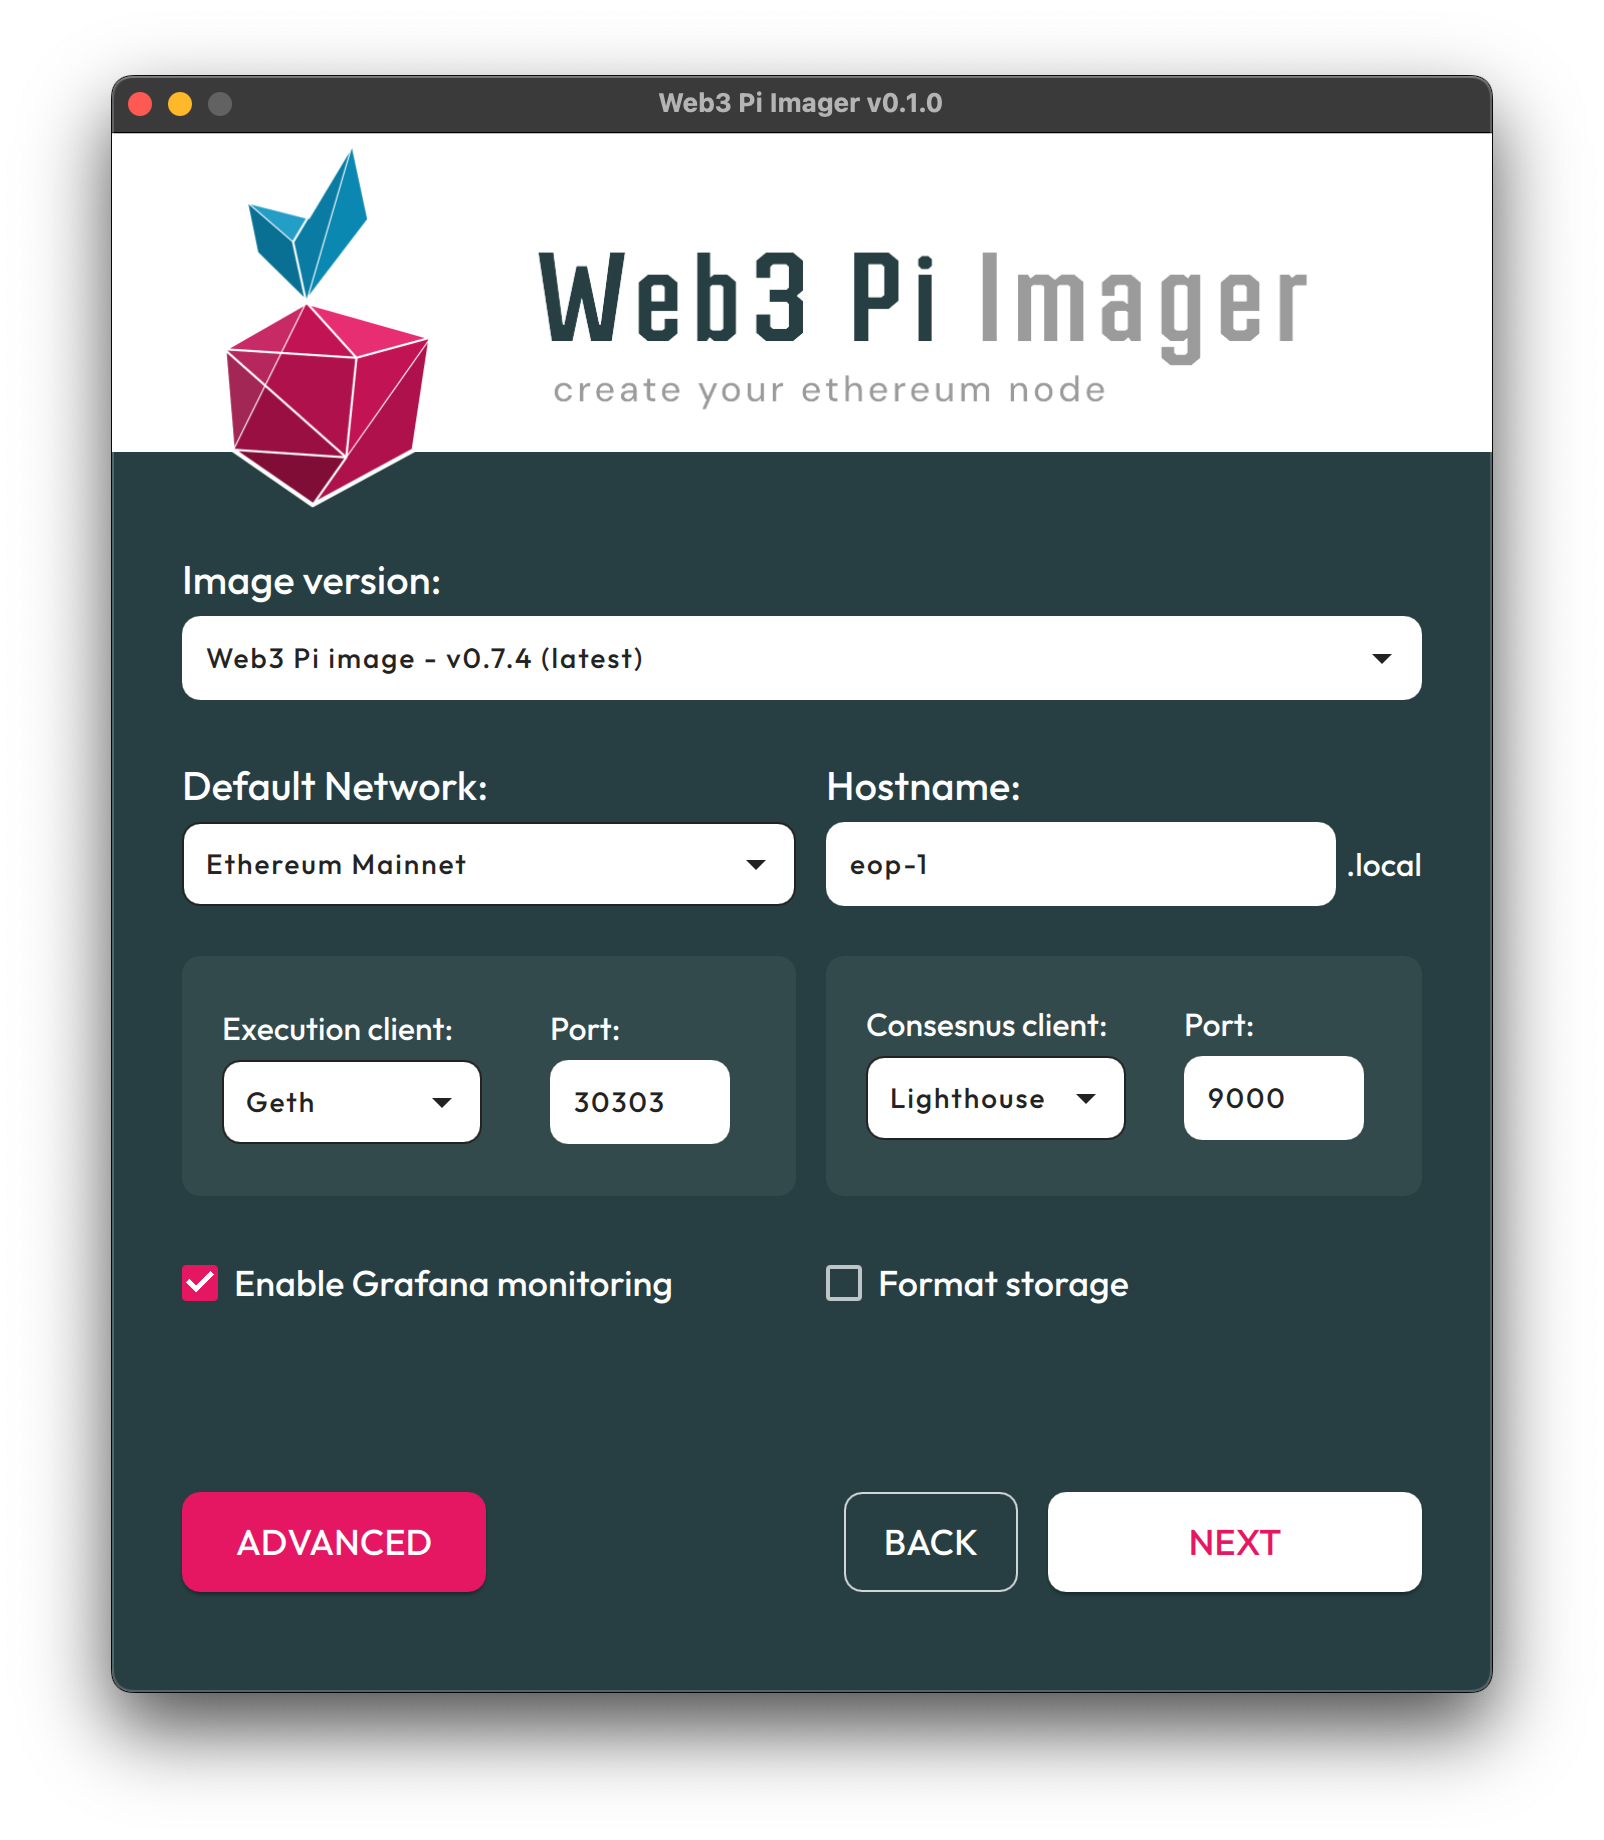 Web3 Pi Imager v0.1.0
Web3 Pi Imager
create your ethereum node
Image version:
Web3 Pi image - v0.7.4 (latest)
Default Network:
Hostname:
Ethereum Mainnet
eop-1
.local
Execution client:
Port:
Consesnus client:
Port:
Geth
30303
Lighthouse
9000
Enable Grafana monitoring
Format storage
ADVANCED
BACK
NEXT